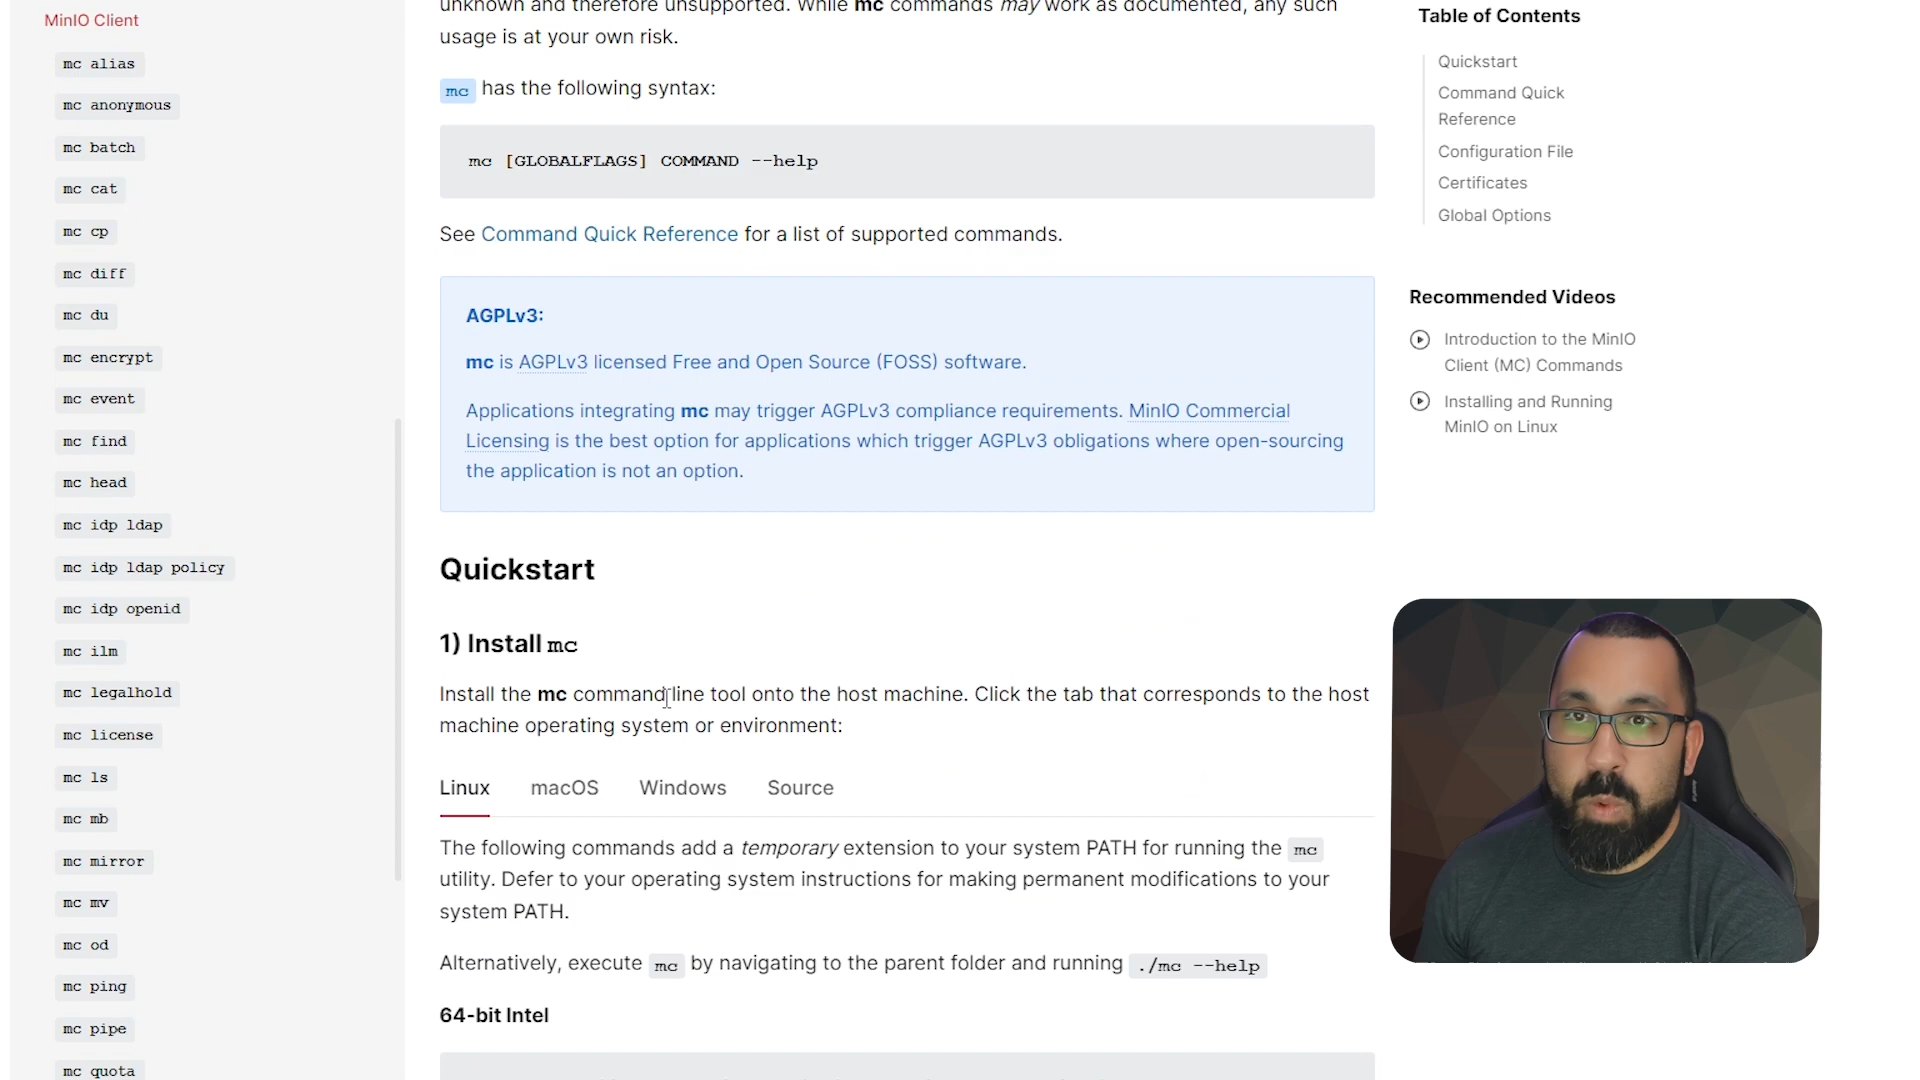 MinIO Client
mc alias
mc anonymous
mc batch
mc cat
mc cp
mc diff
mc du
mc encrypt
mc event
mc find
mc head
mc idp ldap
mc idp ldap policy
mc idp openid
mc ilm
mc legalhold
mc license
mc ls
mc mb
mc mirror
mc mv
mc od
mc ping
mc pipe
mc quota
unknown and therefore unsupported. While mc commands may work as documented, any such
usage is at your own risk.
mc has the following syntax:
mc [GLOBALFLAGS] COMMAND --help
See Command Quick Reference for a list of supported commands.
AGPLv3:
mc is AGPLv3 licensed Free and Open Source (FOSS) software.
Applications integrating mc may trigger AGPLv3 compliance requirements. MinIO Commercial
Licensing is the best option for applications which trigger AGPLv3 obligations where open-sourcing
the application is not an option.
Quickstart
1) Install mc
Install the mc command line tool onto the host machine. Click the tab that corresponds to the host
machine operating system or environment:
Linux macOS Windows Source
The following commands add a temporary extension to your system PATH for running the mc
utility. Defer to your operating system instructions for making permanent modifications to your
system PATH.
Alternatively, execute mc by navigating to the parent folder and running ./mc --help
64-bit Intel
Table of Contents
Quickstart
Command Quick
Reference
Configuration File
Certificates
Global Options
Recommended Videos
Introduction to the MinIO
Client (MC) Commands
Installing and Running
MinIO on Linux